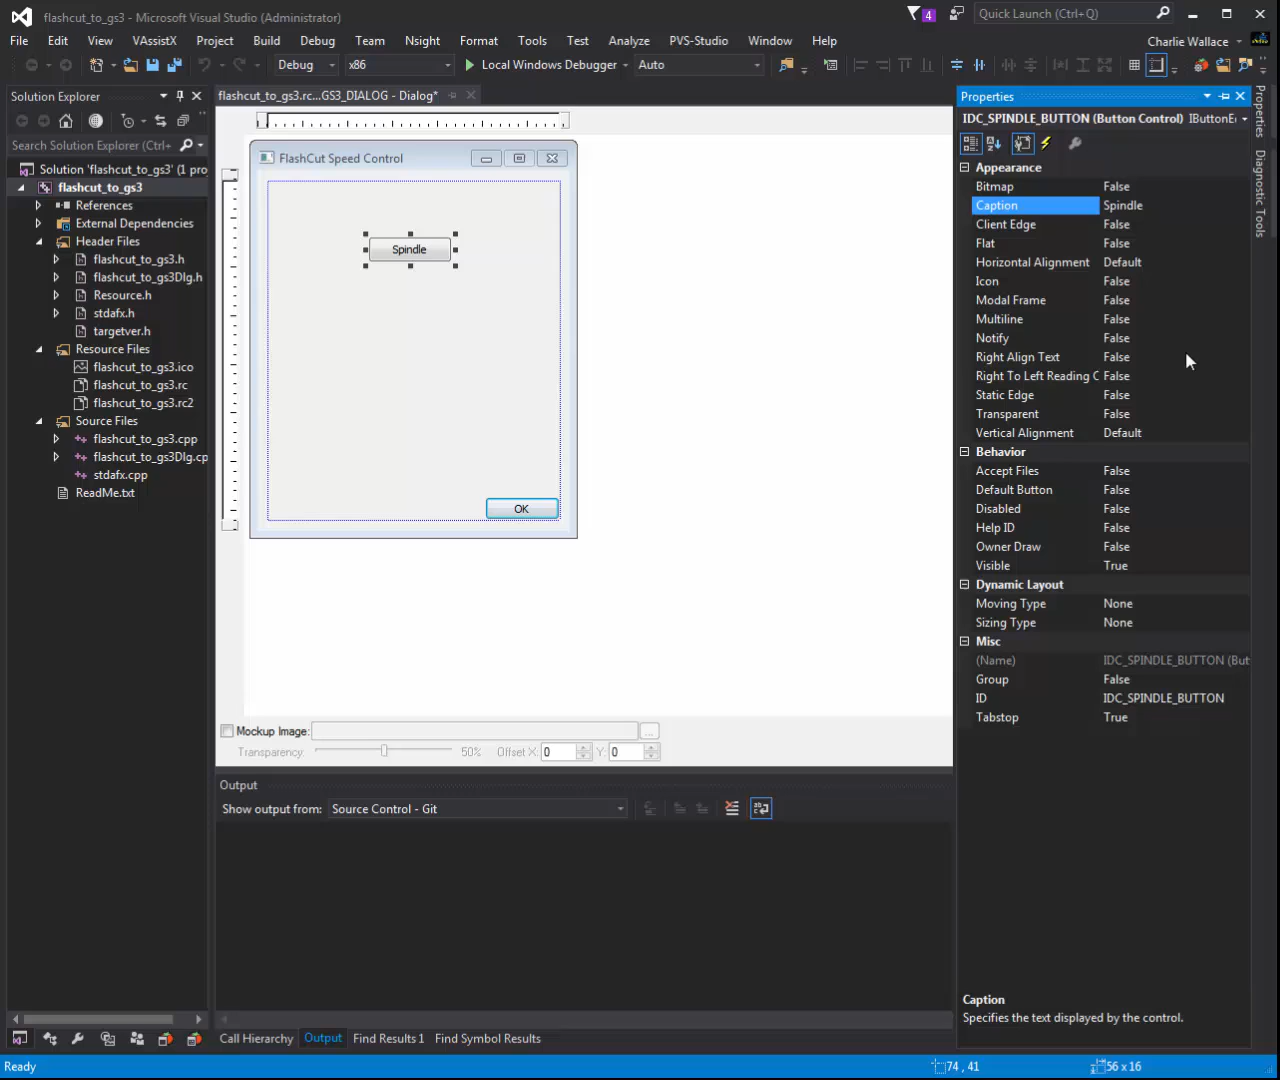 flashcut_to_gs3 - Microsoft Visual Studio (Administrator)
4
Quick Launch (Ctrl+Q)
File Edit View VAssistX Project Build Debug Team Nsight Format Tools Test Analyze PVS-Studio Window Help
Charlie Wallace
Debug x86 Local Windows Debugger Auto
Solution Explorer
Search Solution Explorer (Ctrl+
Solution 'flashcut_to_gs3' (1 pro
flashcut_to_gs3
References
External Dependencies
Header Files
flashcut_to_gs3.h
flashcut_to_gs3Dlg.h
Resource.h
stdafx.h
targetver.h
Resource Files
flashcut_to_gs3.ico
flashcut_to_gs3.rc
flashcut_to_gs3.rc2
Source Files
flashcut_to_gs3.cpp
flashcut_to_gs3Dlg.cp
stdafx.cpp
ReadMe.txt
flashcut_to_gs3.rc...GS3_DIALOG - Dialog*
FlashCut Speed Control
Spindle
OK
Mockup Image: ...
Transparency: 50% Offset X: 0 Y: 0
Output
Show output from: Source Control - Git
Call Hierarchy Output Find Results 1 Find Symbol Results
Properties
IDC_SPINDLE_BUTTON (Button Control) IButtonE
Appearance
Bitmap False
Caption Spindle
Client Edge False
Flat False
Horizontal Alignment Default
Icon False
Modal Frame False
Multiline False
Notify False
Right Align Text False
Right To Left Reading O False
Static Edge False
Transparent False
Vertical Alignment Default
Behavior
Accept Files False
Default Button False
Disabled False
Help ID False
Owner Draw False
Visible True
Dynamic Layout
Moving Type None
Sizing Type None
Misc
(Name) IDC_SPINDLE_BUTTON (But
Group False
ID IDC_SPINDLE_BUTTON
Tabstop True
Caption
Specifies the text displayed by the control.
Properties
Diagnostic Tools
Ready
74 , 41
56 x 16